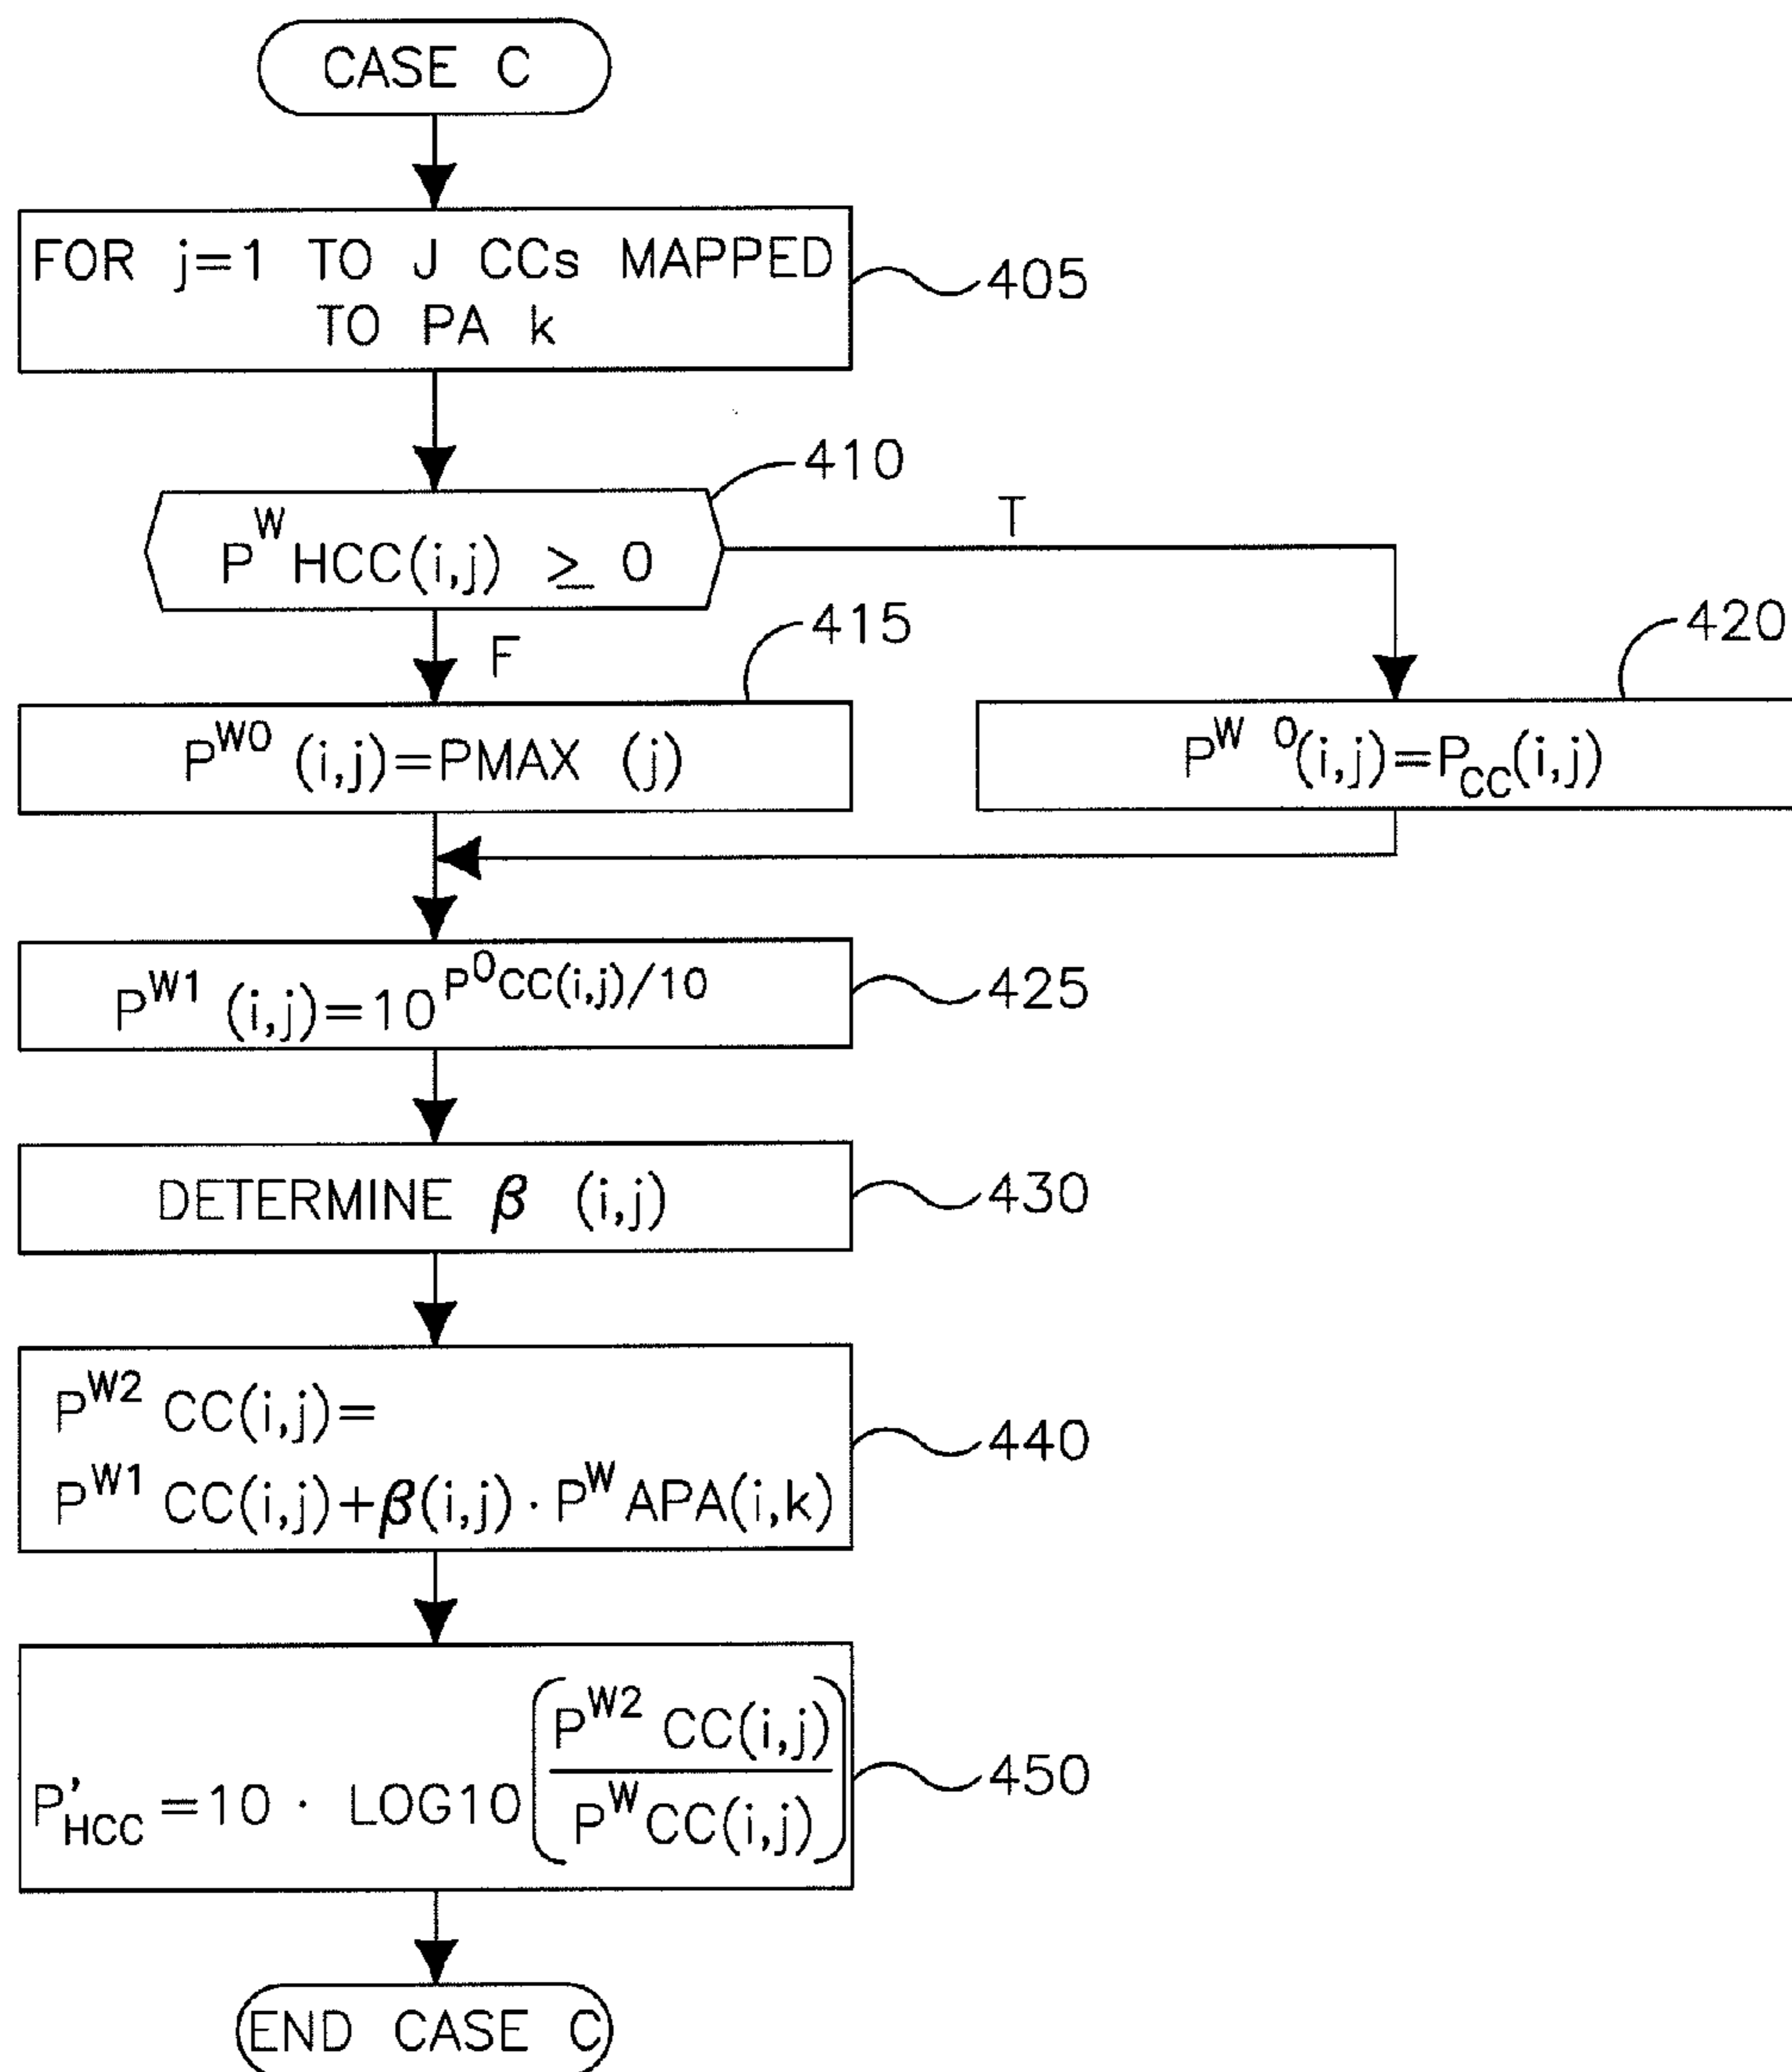 CASE C
FOR j=1 TO J CCs MAPPED
TO PA k
405
410
P^W HCC(i,j) ≥ 0
T
F
415
420
P^W0 (i,j)=PMAX (j)
P^W 0(i,j)=P_CC(i,j)
P^W1 (i,j)=10^P^0CC(i,j)/10
425
DETERMINE β (i,j)
430
P^W2 CC(i,j)=
P^W1 CC(i,j)+β(i,j) · P^W APA(i,k)
440
P'_HCC =10 · LOG10(P^W2 CC(i,j)
P^W CC(i,j))
450
END CASE C